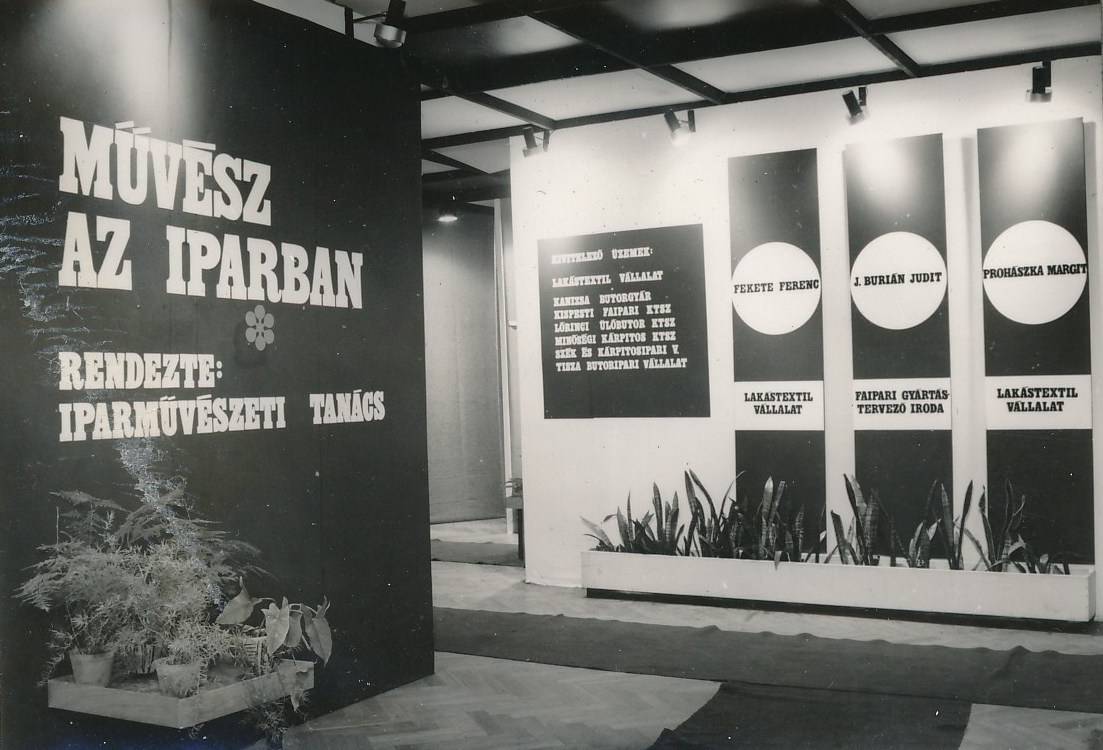 MŰVÉSZ
AZ IPARBAN
RENDEZTE:
IPARMŰVÉSZETI TANÁCS
KIVITELEZŐ ÜZEMEK:
LAKÁSTEXTIL VÁLLALAT
KANIZSA BUTORGYÁR
KISPESTI FAIPARI KTSZ
LŐRINCI ÜLŐBUTOR KTSZ
MINŐSÉGI KÁRPITOS KTSZ
SZÉK ÉS KÁRPITOSIPARI V.
TISZA BUTORIPARI VÁLLALAT
FEKETE FERENC
LAKÁSTEXTIL
VÁLLALAT
J. BURIÁN JUDIT
FAIPARI GYÁRTÁS-
TERVEZŐ IRODA
PROHÁSZKA MARGIT
LAKÁSTEXTIL
VÁLLALAT